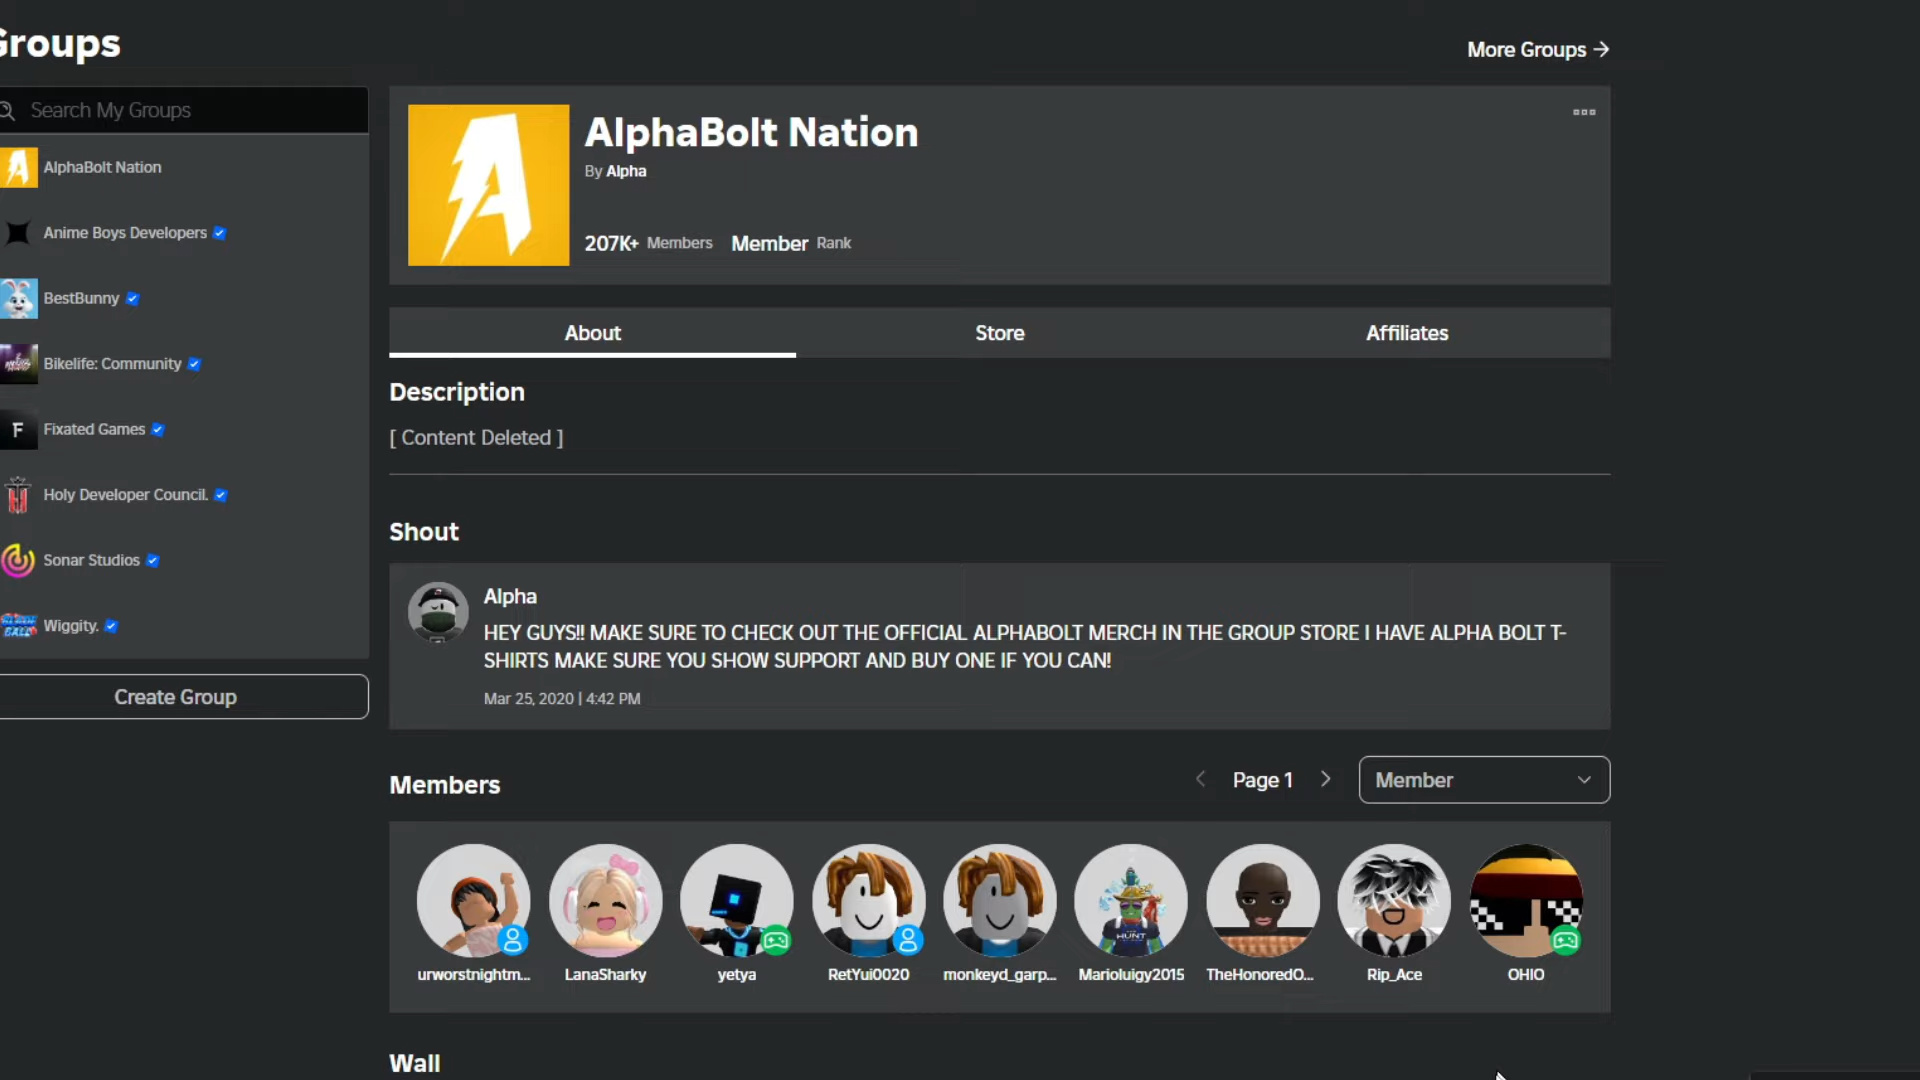 Groups
More Groups →
Search My Groups
AlphaBolt Nation
Anime Boys Developers
BestBunny
Bikelife: Community
F
Fixated Games
Holy Developer Council.
Sonar Studios
Wiggity.
Create Group
A
AlphaBolt Nation
By Alpha
207K+ Members Member Rank
About
Store
Affiliates
Description
[ Content Deleted ]
Shout
Alpha
HEY GUYS!! MAKE SURE TO CHECK OUT THE OFFICIAL ALPHABOLT MERCH IN THE GROUP STORE I HAVE ALPHA BOLT T-
SHIRTS MAKE SURE YOU SHOW SUPPORT AND BUY ONE IF YOU CAN!
Mar 25, 2020 | 4:42 PM
Members
Page 1
Member
HUNT
urworstnightm...
LanaSharky
yetya
RetYui0020
monkeyd_garp...
Marioluigy2015
TheHonoredO...
Rip_Ace
OHIO
Wall